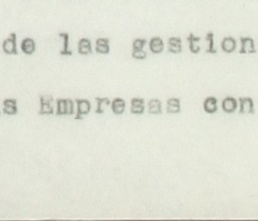 de las gestion
s Empresas con